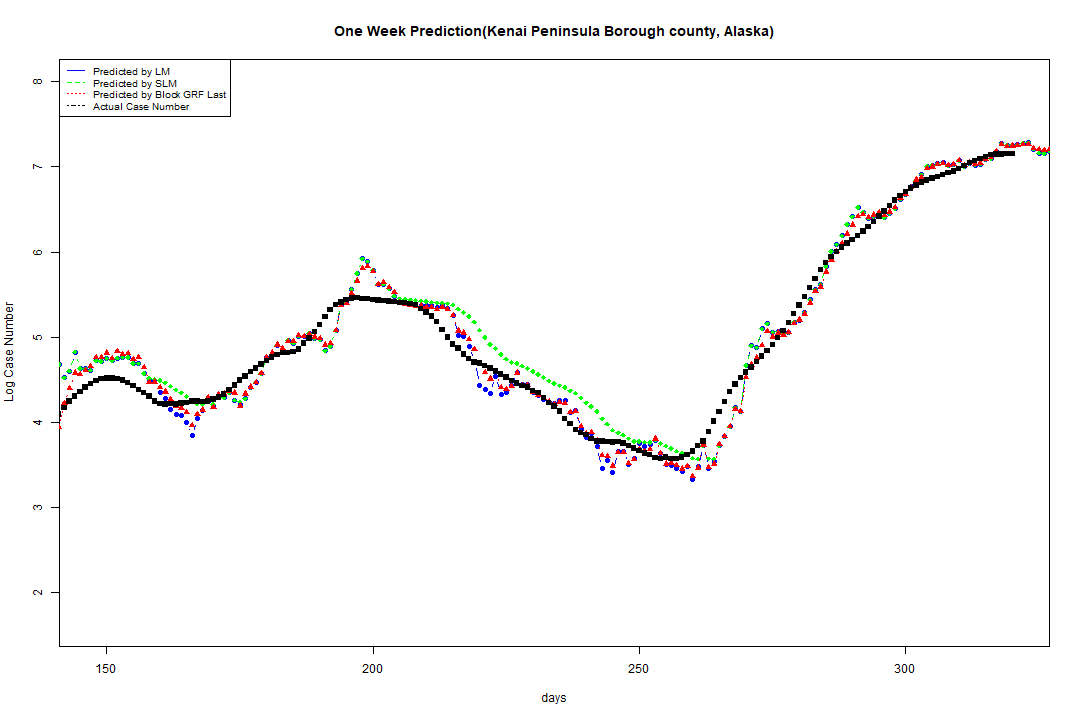 One Week Prediction(Kenai Peninsula Borough county, Alaska)
Predicted by LM
Predicted by SLM
Predicted by Block GRF Last
Actual Case Number
Log Case Number
8
7
6
5
4
3
2
150 200 250 300
days